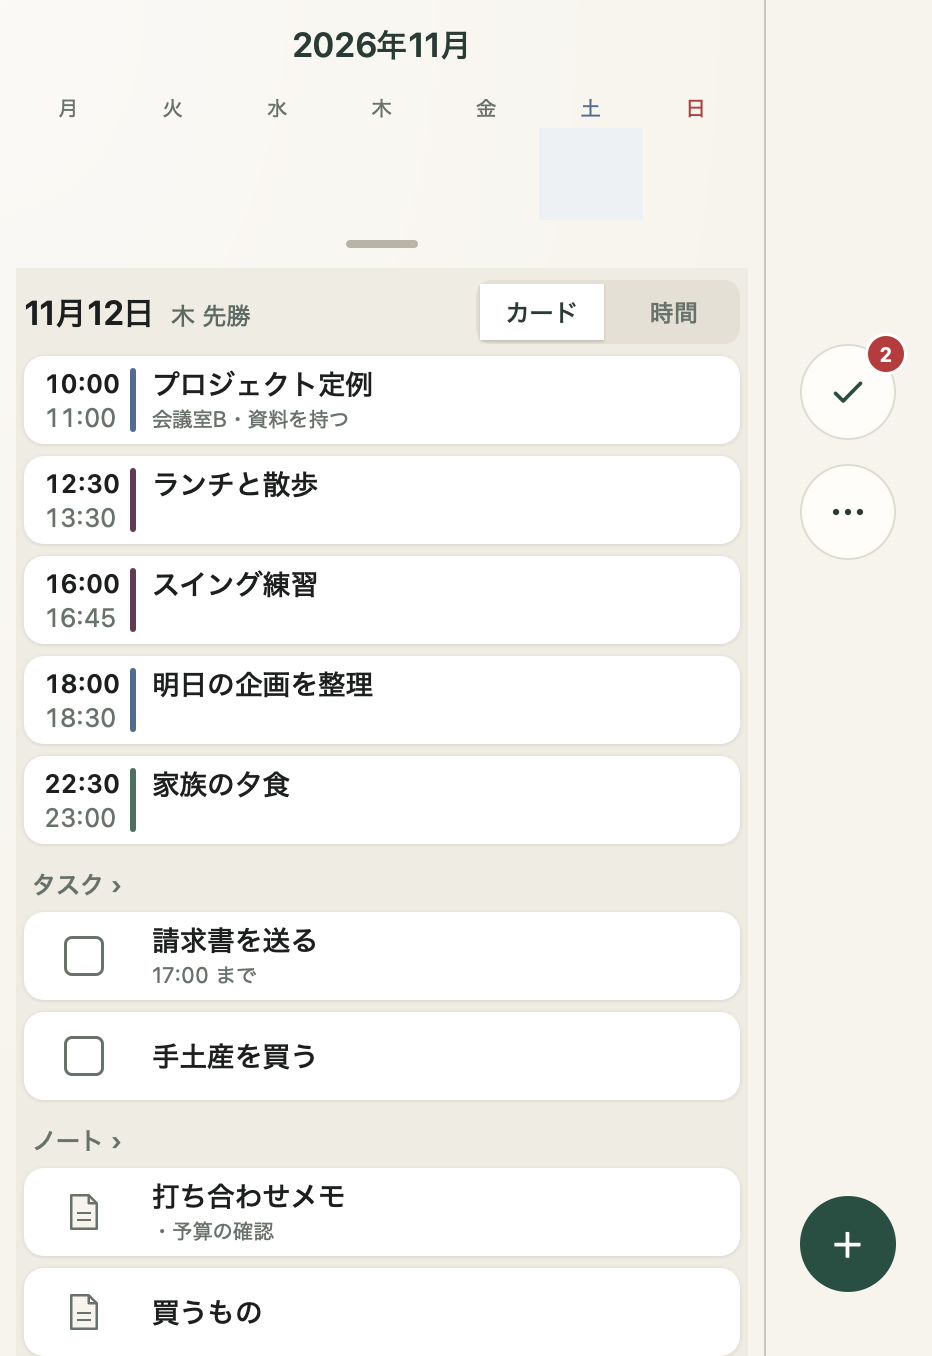 2026年11月
月 火 水 木 金 土 日
11月12日 木 先勝 カード 時間
10:00 プロジェクト定例
11:00 会議室B・資料を持つ
12:30 ランチと散歩
13:30
16:00 スイング練習
16:45
18:00 明日の企画を整理
18:30
22:30 家族の夕食
23:00
タスク ›
請求書を送る
17:00 まで
手土産を買う
ノート ›
打ち合わせメモ
・予算の確認
買うもの
2